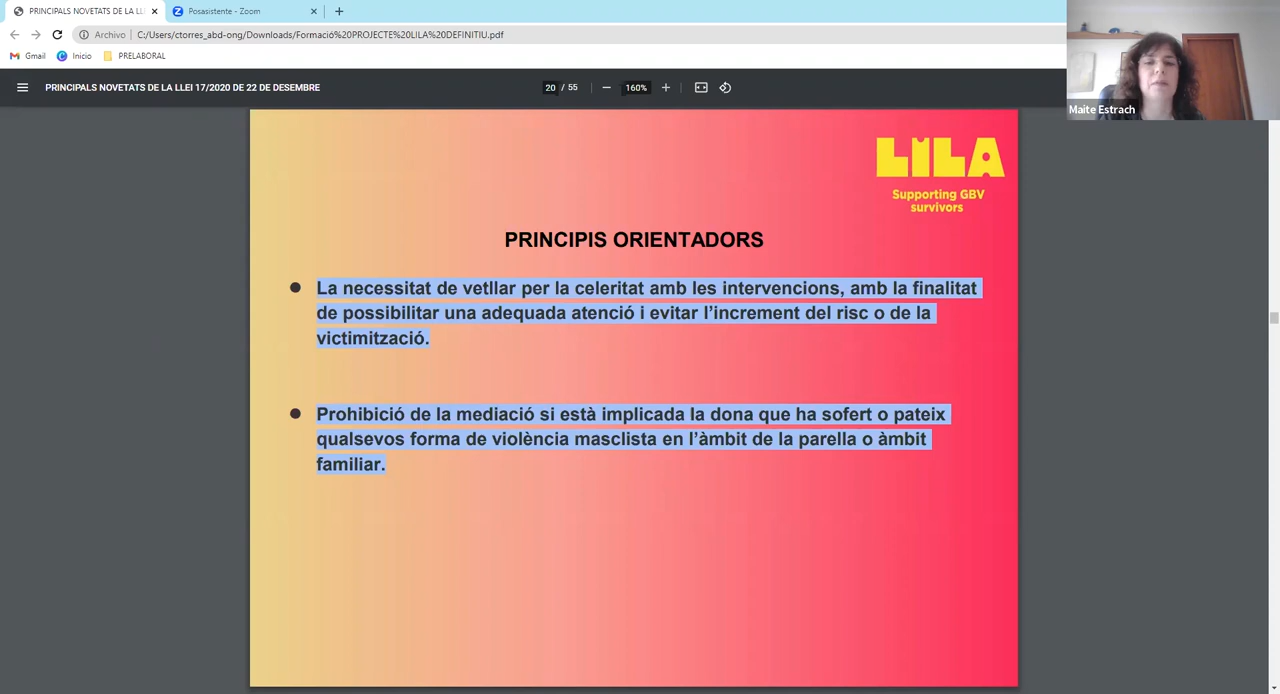 PRINCIPALS NOVETATS DE LA LLEI
Posasistente - Zoom
Archivo
C:/Users/ctorres_abd-ong/Downloads/Formació%20PROJECTE%20LILA%20DEFINITIU.pdf
Gmail
Inicio
PRELABORAL
PRINCIPALS NOVETATS DE LA LLEI 17/2020 DE 22 DE DESEMBRE
20 / 55
160%
Maite Estrach
LILA
Supporting GBV
survivors
PRINCIPIS ORIENTADORS
● La necessitat de vetllar per la celeritat amb les intervencions, amb la finalitat
de possibilitar una adequada atenció i evitar l’increment del risc o de la
victimització.
● Prohibició de la mediació si està implicada la dona que ha sofert o pateix
qualsevos forma de violència masclista en l’àmbit de la parella o àmbit
familiar.